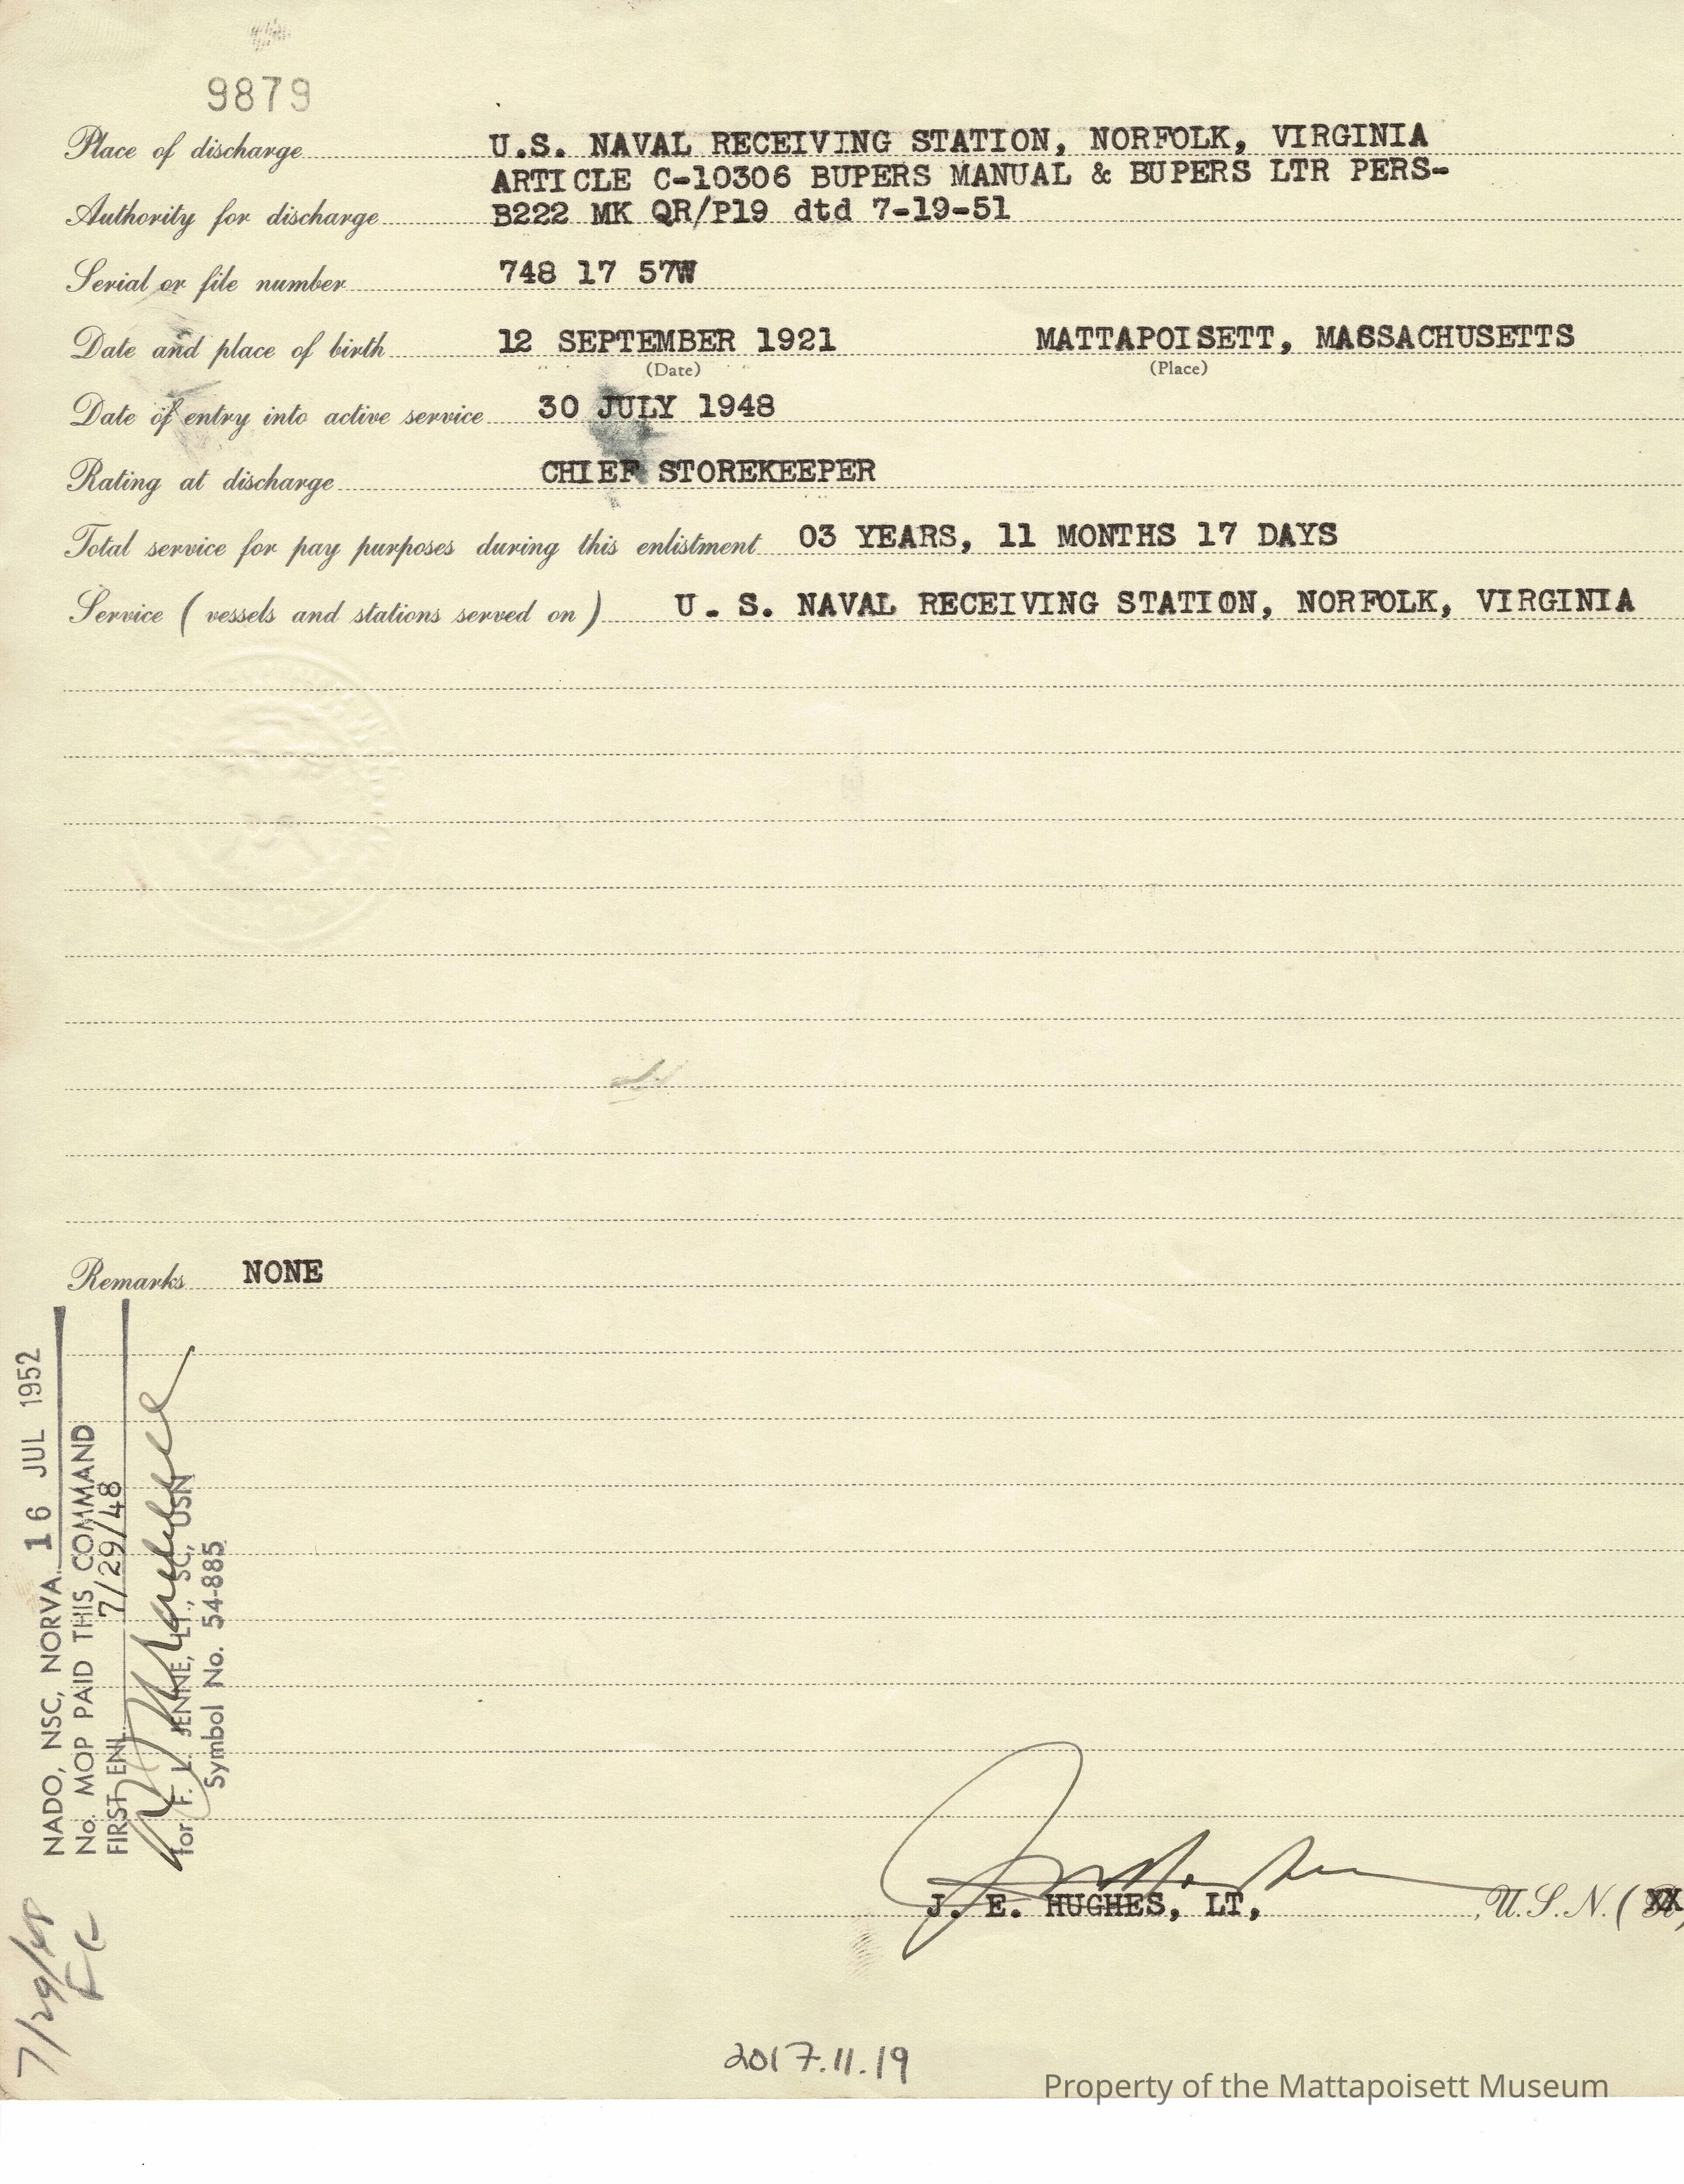 9879
Place of discharge U.S. NAVAL RECEIVING STATION, NORFOLK, VIRGINIA
ARTICLE C-10306 BUPERS MANUAL & BUPERS LTR PERS-
Authority for discharge B222 MK QR/P19 dtd 7-19-51
Serial or file number 748 17 57W
Date and place of birth 12 SEPTEMBER 1921 MATTAPOISETT, MASSACHUSETTS
(Date) (Place)
Date of entry into active service 30 JULY 1948
Rating at discharge CHIEF STOREKEEPER
Total service for pay purposes during this enlistment 03 YEARS, 11 MONTHS 17 DAYS
Service (vessels and stations served on) U. S. NAVAL RECEIVING STATION, NORFOLK, VIRGINIA
Remarks NONE
NADO, NSC, NORVA. 16 JUL 1952
No. MOP PAID THIS COMMAND
FIRST ENL. 7/29/48
for F. L. JENNE, LT., SC, USN
Symbol No. 54-885
J. E. HUGHES, LT, U.S.N. (XX)
7/29/48
2017.11.19
Property of the Mattapoisett Museum